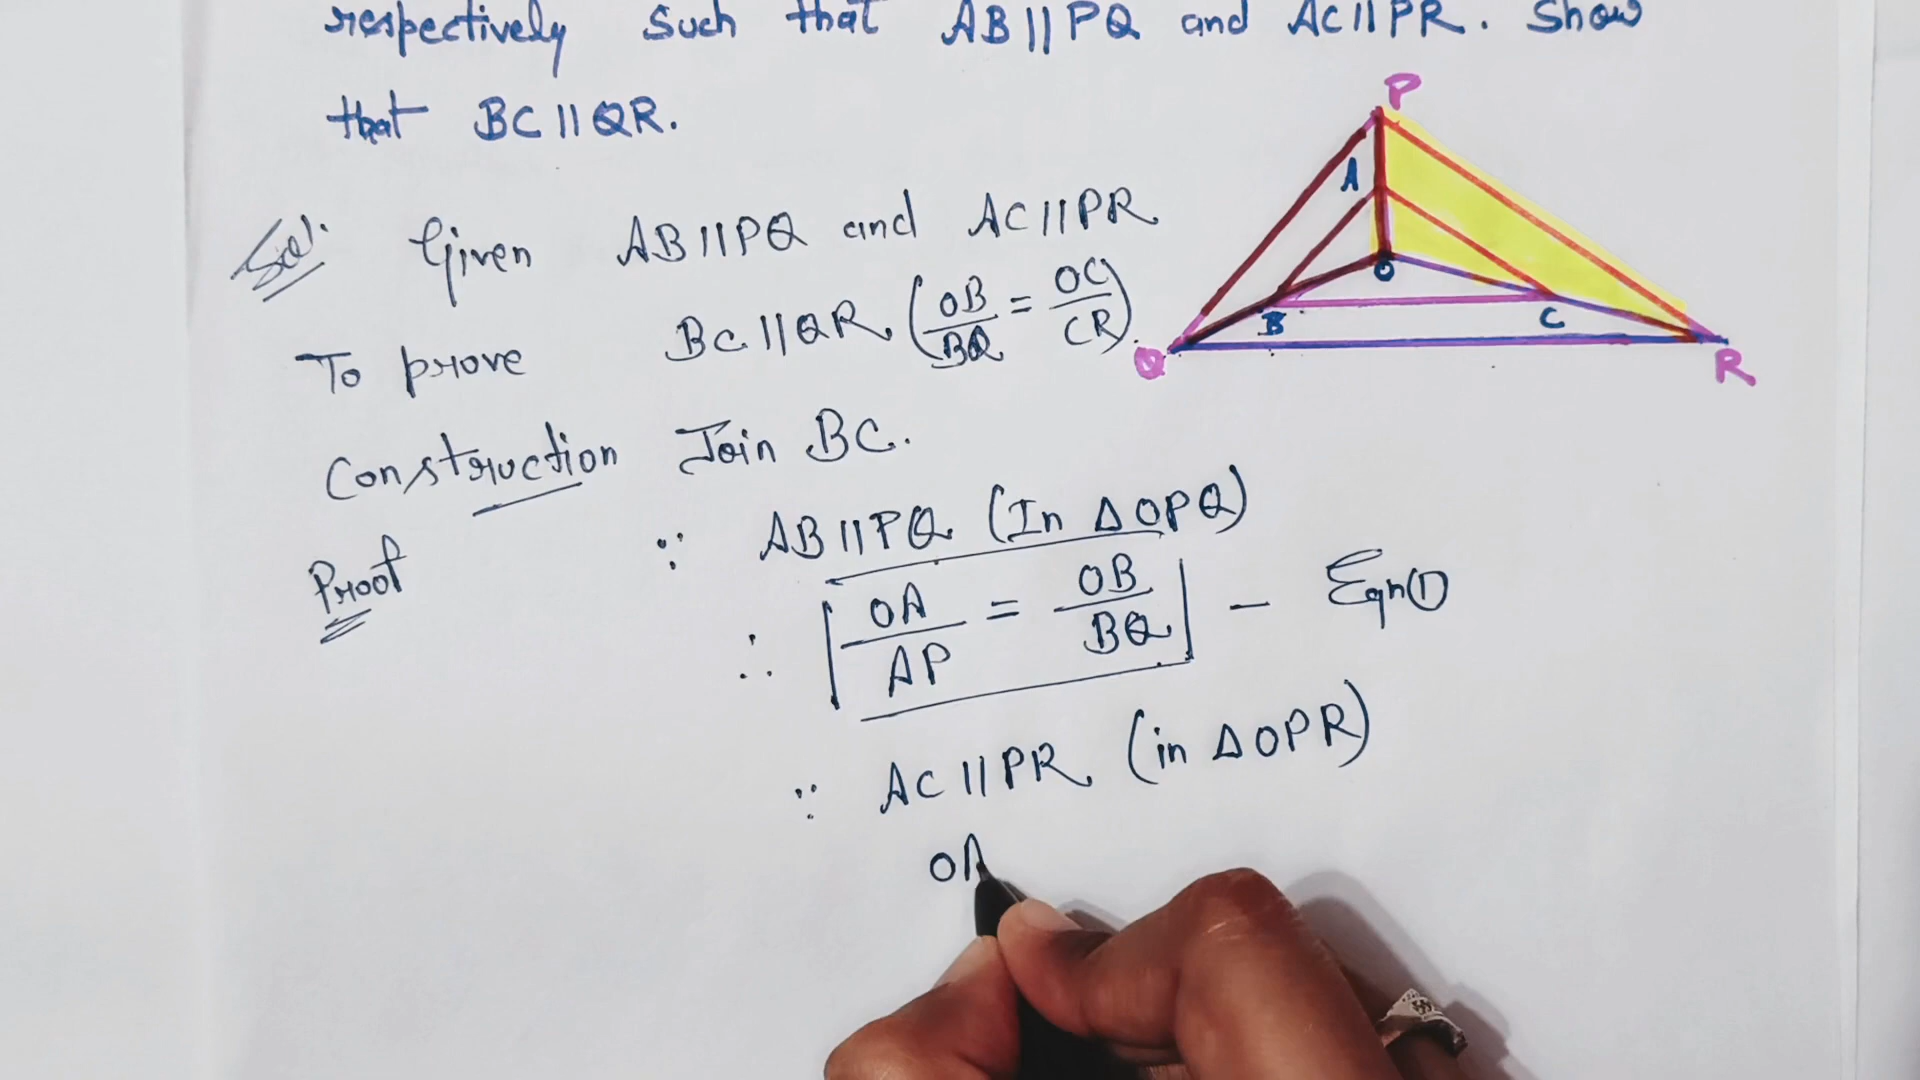 respectively such that AB||PQ and AC||PR. Show
that BC||QR.
Sol. Given AB||PQ and AC||PR
To prove BC||QR. (OB/BQ = OC/CR).
Construction Join BC.
Proof ∵ AB||PQ (In ΔOPQ)
∴ OA/AP = OB/BQ - Eqn①
∵ AC||PR (in ΔOPR)
OA
P
A
O
B
C
Q
R